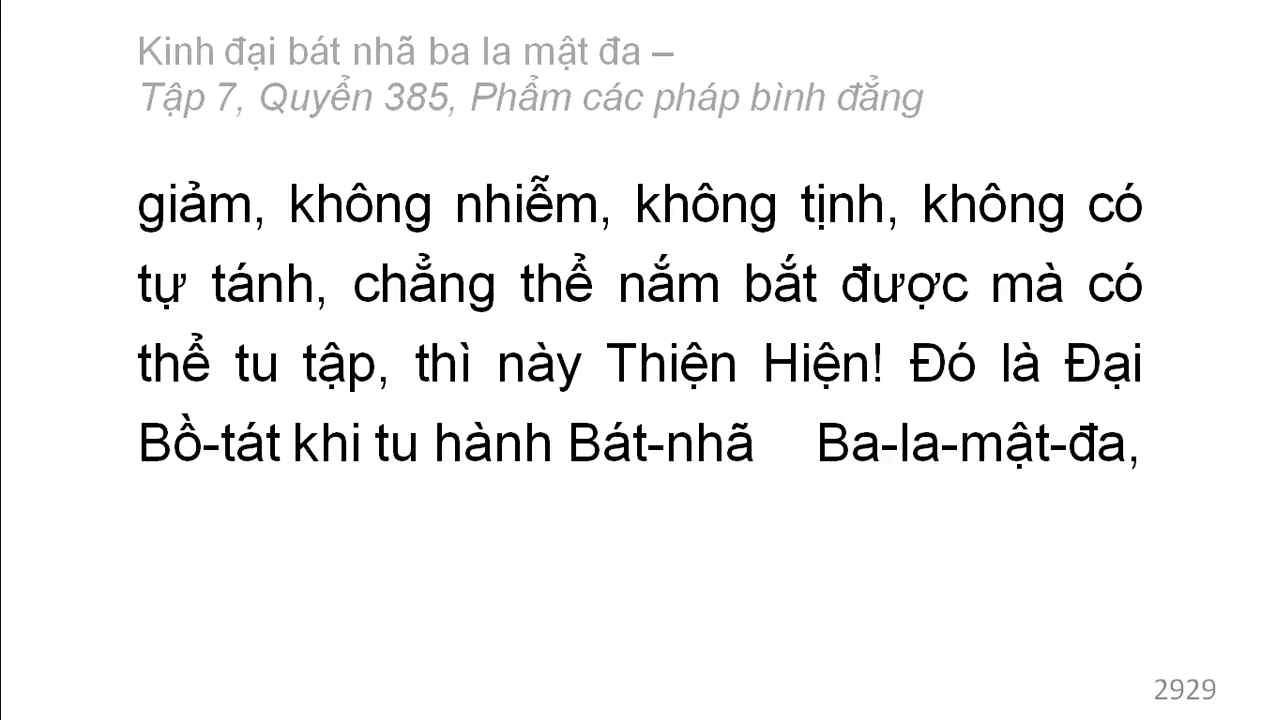 Kinh đại bát nhã ba la mật đa –
Tập 7, Quyển 385, Phẩm các pháp bình đẳng
giảm, không nhiễm, không tịnh, không có
tự tánh, chẳng thể nắm bắt được mà có
thể tu tập, thì này Thiện Hiện! Đó là Đại
Bồ-tát khi tu hành Bát-nhã Ba-la-mật-đa,
2929